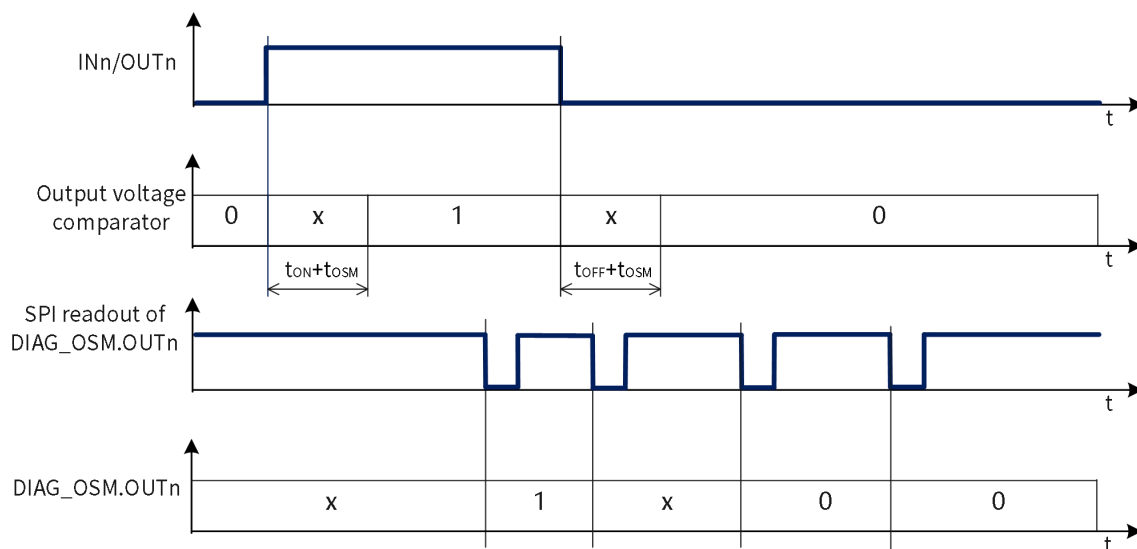 INn/OUTn
t
Output voltage
comparator
0 x 1 x 0
t
tON+tOSM tOFF+tOSM
SPI readout of
DIAG_OSM.OUTn
t
DIAG_OSM.OUTn
x 1 x 0 0
t